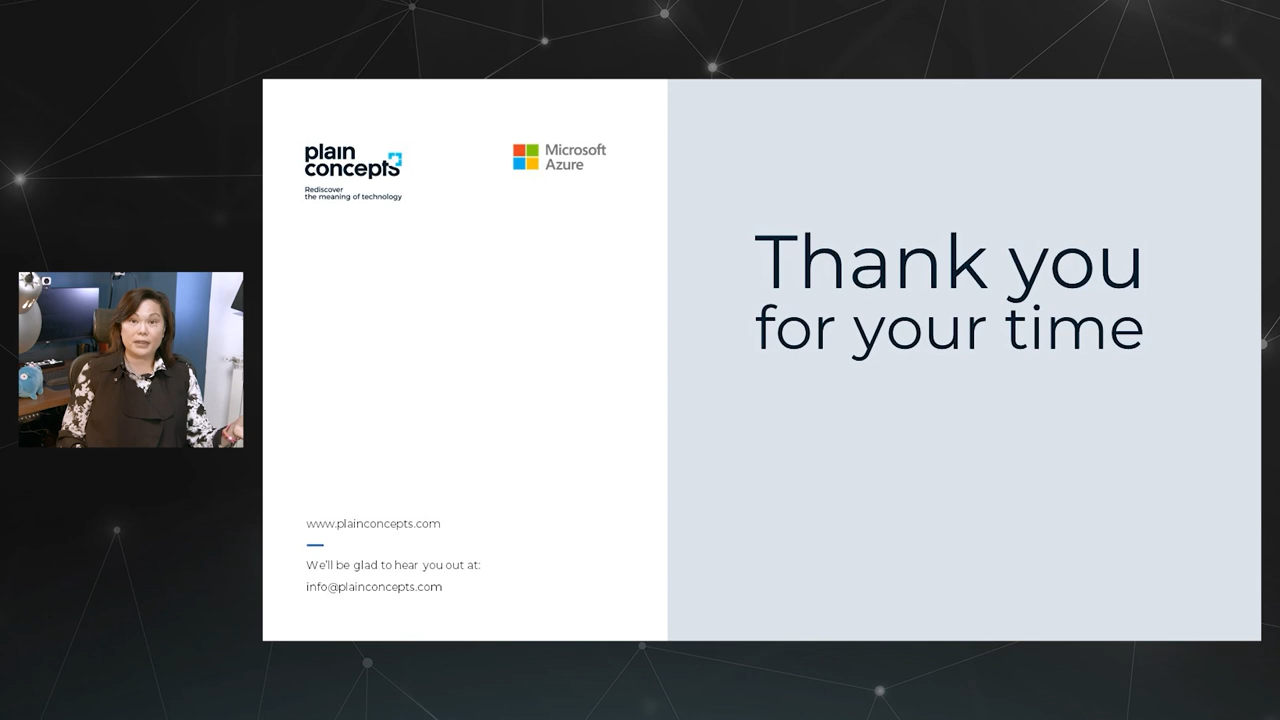 plain
concepts
Rediscover
the meaning of technology
Microsoft
Azure
Thank you
for your time
www.plainconcepts.com
We'll be glad to hear you out at:
info@plainconcepts.com